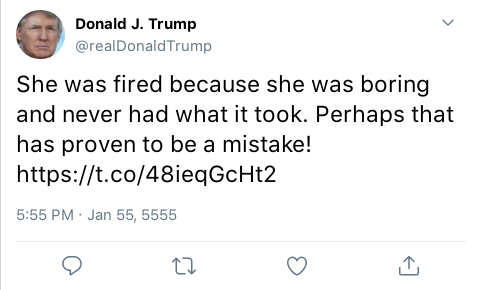 Donald J. Trump
@realDonaldTrump
She was fired because she was boring
and never had what it took. Perhaps that
has proven to be a mistake!
https://t.co/48ieqGcHt2
5:55 PM · Jan 55, 5555